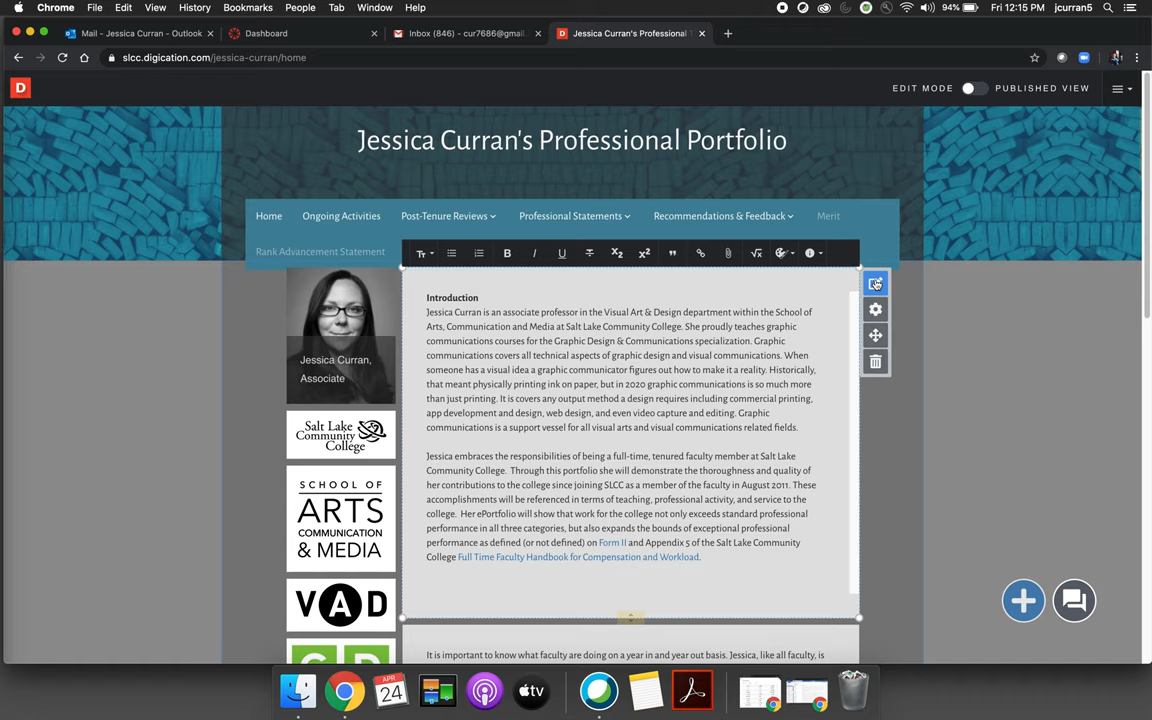 Chrome File Edit View History Bookmarks People Tab Window Help 94% Fri 12:15 PM jcurran5
Mail - Jessica Curran - Outlook Dashboard Inbox (846) - cur7686@gmail. Jessica Curran's Professional
slcc.digication.com/jessica-curran/home
D EDIT MODE PUBLISHED VIEW
Jessica Curran's Professional Portfolio
Home Ongoing Activities Post-Tenure Reviews Professional Statements Recommendations & Feedback Merit
Rank Advancement Statement
Jessica Curran,
Associate
Salt Lake
Community
College
SCHOOL OF
ARTS
COMMUNICATION
& MEDIA
VAD
Introduction
Jessica Curran is an associate professor in the Visual Art & Design department within the School of
Arts, Communication and Media at Salt Lake Community College. She proudly teaches graphic
communications courses for the Graphic Design & Communications specialization. Graphic
communications covers all technical aspects of graphic design and visual communications. When
someone has a visual idea a graphic communicator figures out how to make it a reality. Historically,
that meant physically printing ink on paper, but in 2020 graphic communications is so much more
than just printing. It is covers any output method a design requires including commercial printing,
app development and design, web design, and even video capture and editing. Graphic
communications is a support vessel for all visual arts and visual communications related fields.
Jessica embraces the responsibilities of being a full-time, tenured faculty member at Salt Lake
Community College. Through this portfolio she will demonstrate the thoroughness and quality of
her contributions to the college since joining SLCC as a member of the faculty in August 2011. These
accomplishments will be referenced in terms of teaching, professional activity, and service to the
college. Her ePortfolio will show that work for the college not only exceeds standard professional
performance in all three categories, but also expands the bounds of exceptional professional
performance as defined (or not defined) on Form II and Appendix 5 of the Salt Lake Community
College Full Time Faculty Handbook for Compensation and Workload.
It is important to know what faculty are doing on a year in and year out basis. Jessica, like all faculty, is
APR
24
tv